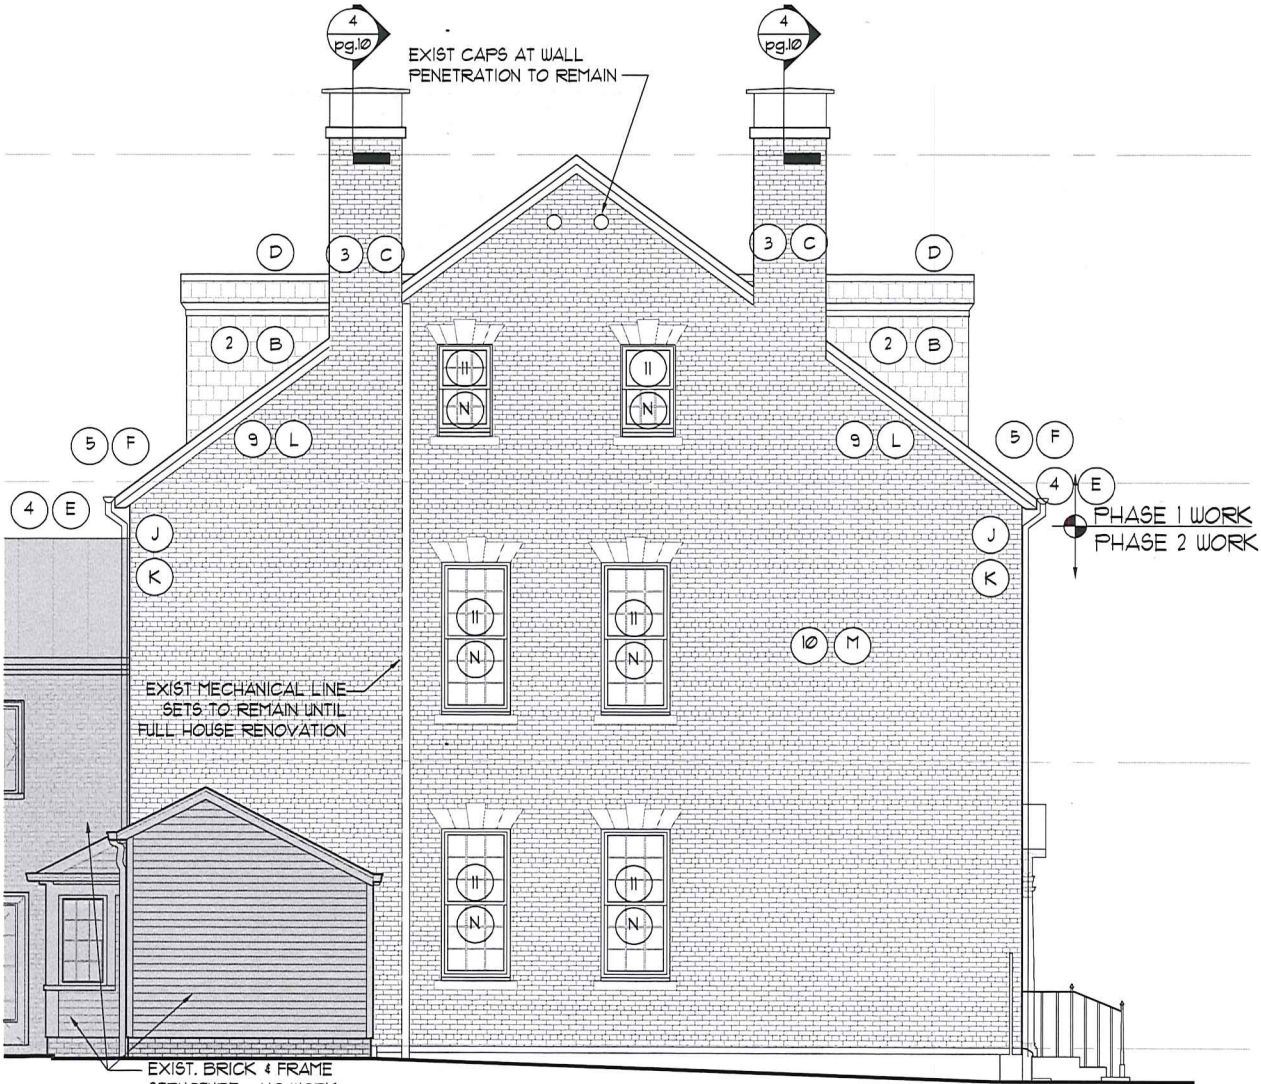 4
pg.10
4
pg.10
EXIST CAPS AT WALL
PENETRATION TO REMAIN
D
3 C
3 C
D
2 B
2 B
11
11
N
N
5 F
9 L
9 L
5 F
4 E
4 E
PHASE 1 WORK
PHASE 2 WORK
J
J
K
K
11
11
10 M
N
N
EXIST MECHANICAL LINE
SETS TO REMAIN UNTIL
FULL HOUSE RENOVATION
11
11
N
N
EXIST. BRICK & FRAME